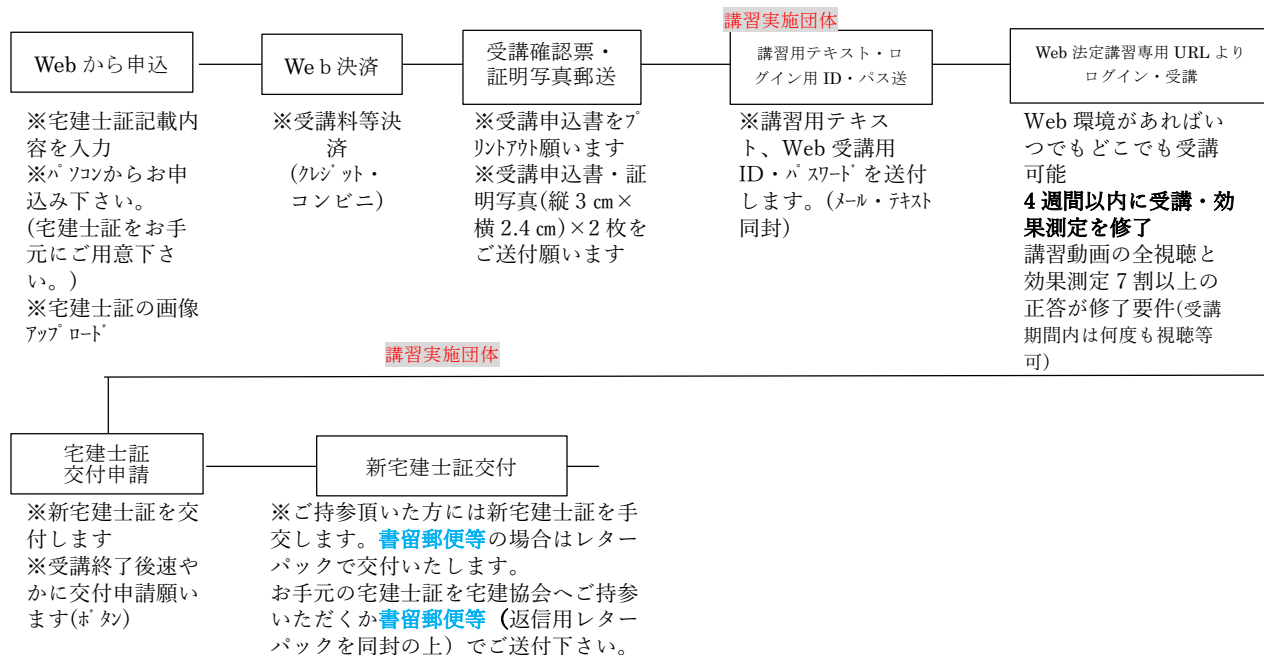 Webから申込
※宅建士証記載内
容を入力
※ﾊﾟｿｺﾝからお申
込み下さい。
(宅建士証をお手
元にご用意下さ
い。)
※宅建士証の画像
ｱｯﾌﾟﾛｰﾄﾞ
Weｂ決済
※受講料等決
済
(ｸﾚｼﾞｯﾄ・
コンビニ)
受講確認票・
証明写真郵送
※受講申込書をﾌﾟ
ﾘﾝﾄｱｳﾄ願います
※受講申込書・証
明写真(縦3㎝×
横2.4㎝)×2枚を
ご送付願います
講習実施団体
講習用テキスト・ロ
グイン用ID・パス送
※講習用テキス
ト、Web受講用
ID・ﾊﾟｽﾜｰﾄﾞを送付
します。(ﾒｰﾙ・ﾃｷｽﾄ
同封)
Web法定講習専用URLより
ログイン・受講
Web環境があればい
つでもどこでも受講
可能
4週間以内に受講・効
果測定を修了
講習動画の全視聴と
効果測定7割以上の
正答が修了要件(受講
期間内は何度も視聴等
可)
講習実施団体
宅建士証
交付申請
※新宅建士証を交
付します
※受講終了後速や
かに交付申請願い
ます(ﾎﾞﾀﾝ)
新宅建士証交付
※ご持参頂いた方には新宅建士証を手
交します。書留郵便等の場合はレター
パックで交付いたします。
お手元の宅建士証を宅建協会へご持参
いただくか書留郵便等（返信用レター
パックを同封の上）でご送付下さい。